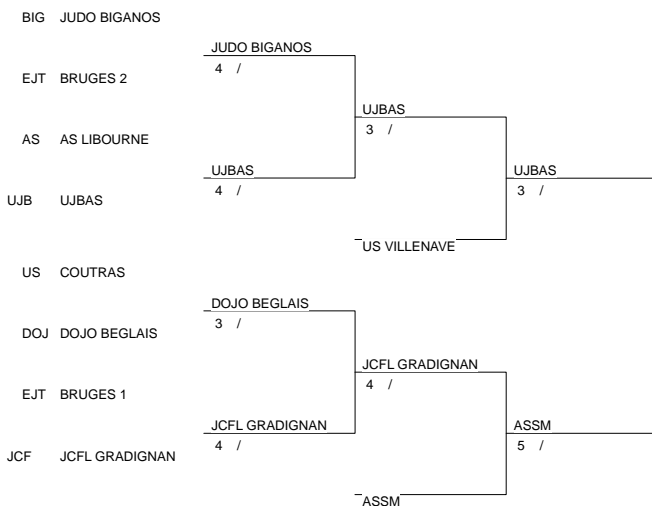 BIG JUDO BIGANOS
JUDO BIGANOS
4 /
EJT BRUGES 2
UJBAS
3 /
AS AS LIBOURNE
UJBAS
4 /
UJBAS
3 /
UJB UJBAS
US VILLENAVE
US COUTRAS
DOJO BEGLAIS
3 /
DOJ DOJO BEGLAIS
JCFL GRADIGNAN
4 /
EJT BRUGES 1
JCFL GRADIGNAN
4 /
ASSM
5 /
JCF JCFL GRADIGNAN
ASSM